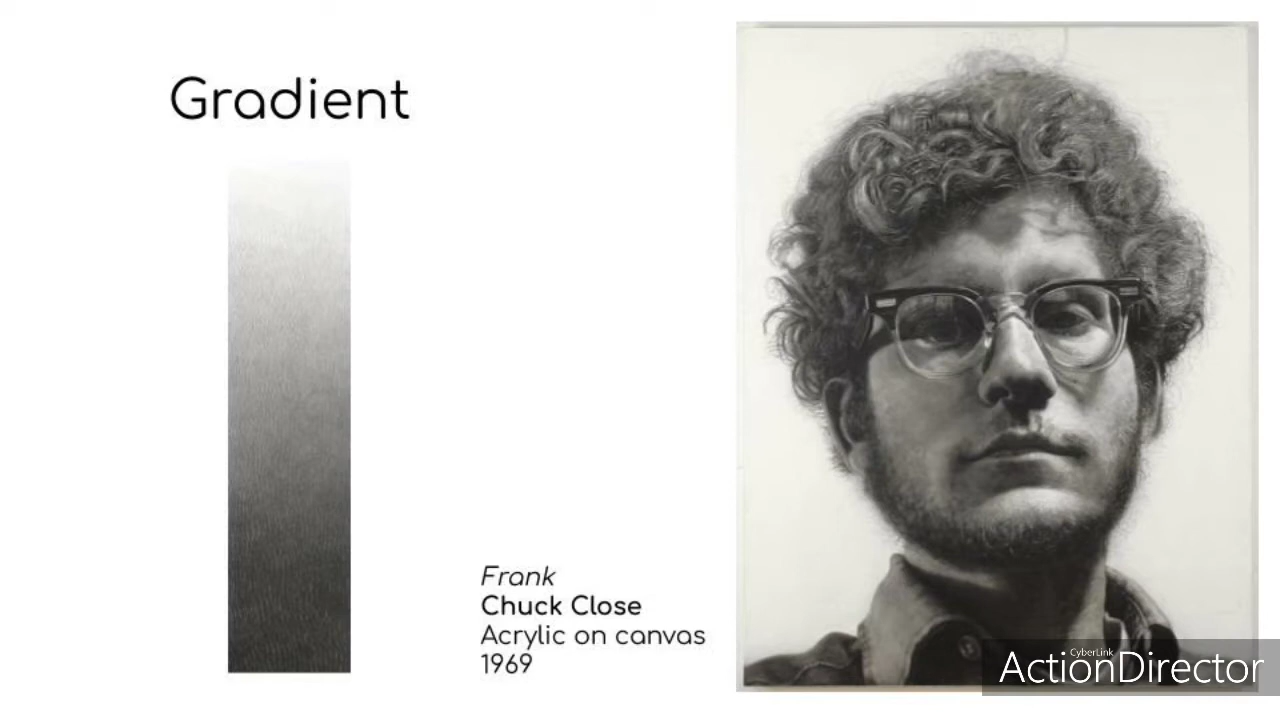 Gradient
Frank
Chuck Close
Acrylic on canvas
1969
CyberLink
ActionDirector